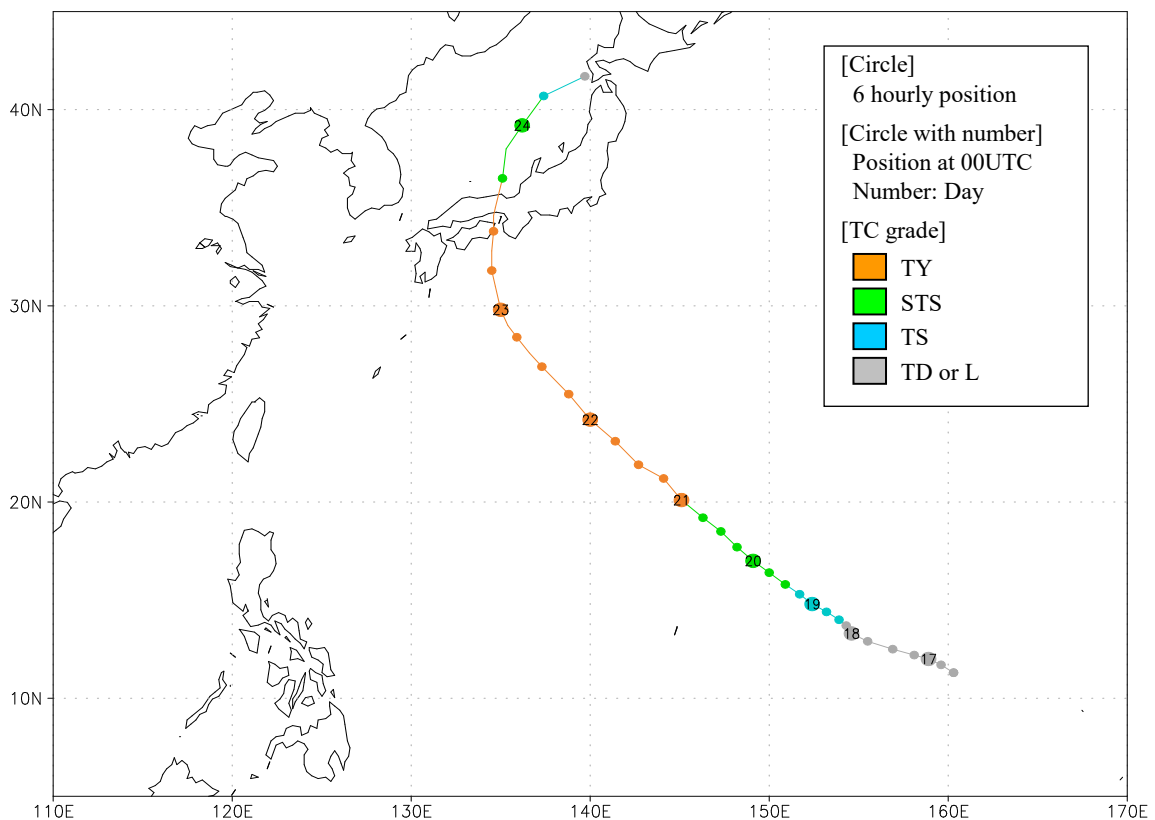 [Circle]
6 hourly position
[Circle with number]
Position at 00UTC
Number: Day
[TC grade]
TY
STS
TS
TD or L
40N
24
30N
23
22
20N
21
20
19
18
17
10N
110E 120E 130E 140E 150E 160E 170E